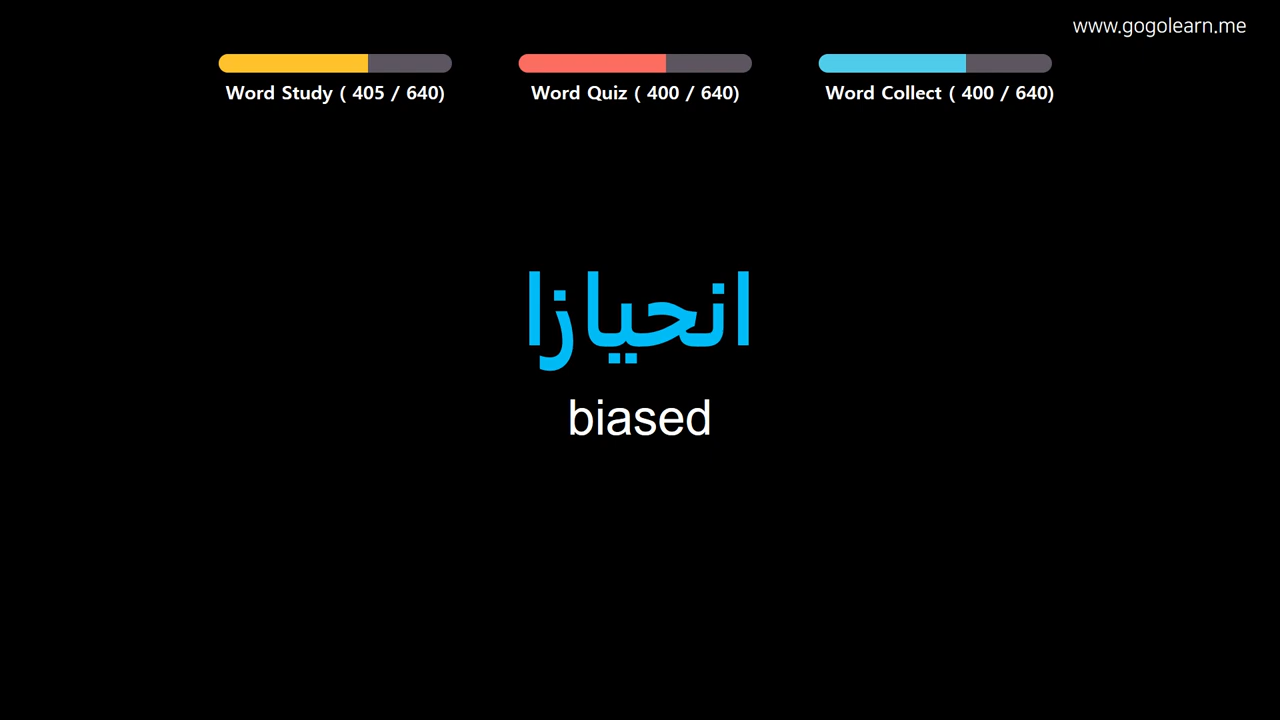 www.gogolearn.me
Word Study ( 405 / 640)
Word Quiz ( 400 / 640)
Word Collect ( 400 / 640)
انحيازا
biased